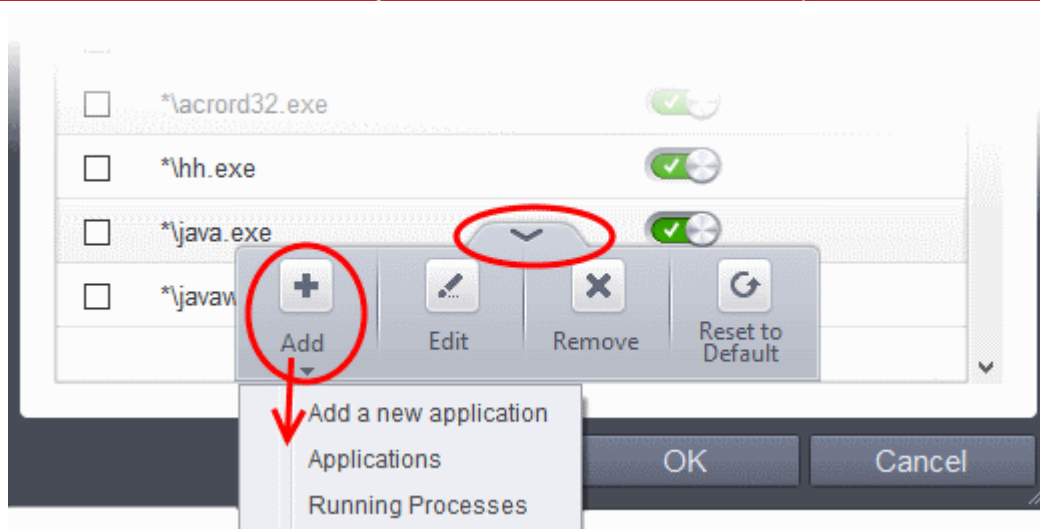 *\acrord32.exe
*\hh.exe
*\java.exe
*\javaw
Add
Edit
Remove
Reset to
Default
Add a new application
Applications
Running Processes
OK
Cancel